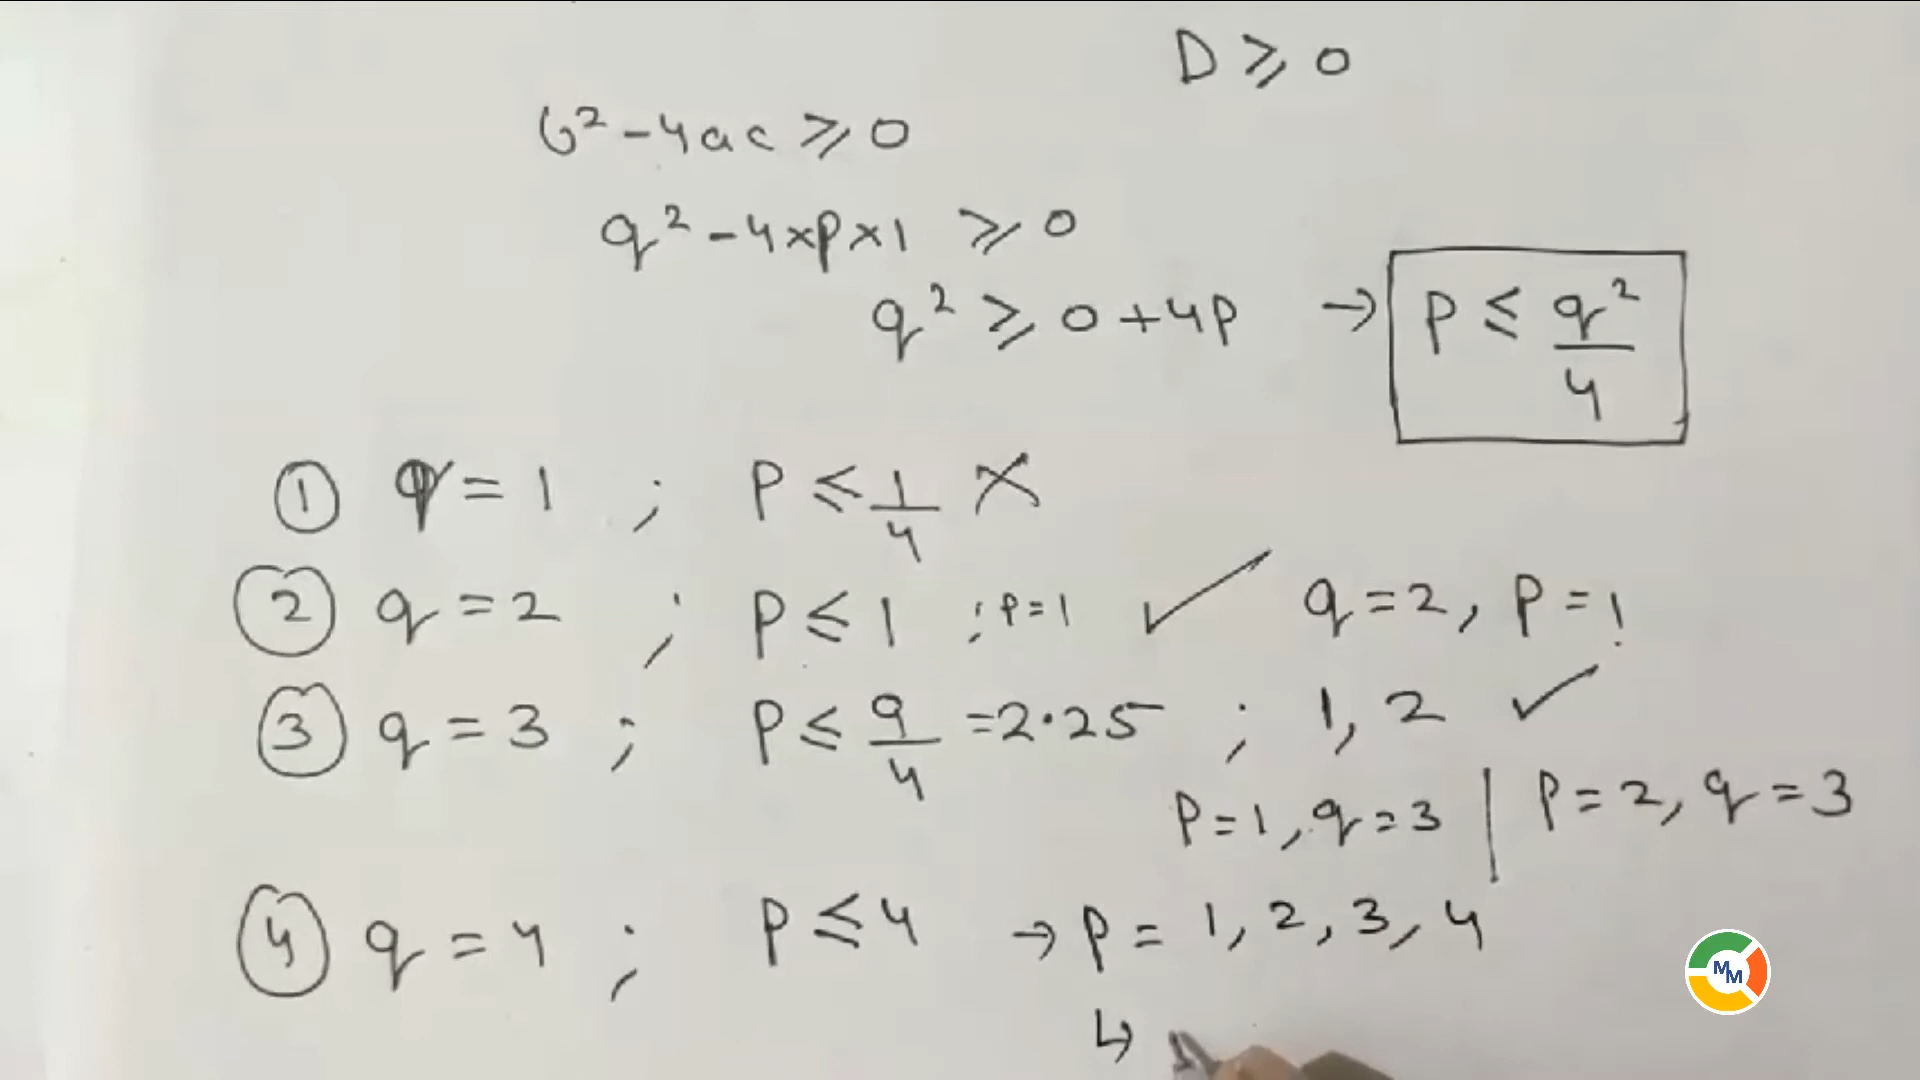 D ≥ 0
b² - 4ac ≥ 0
q² - 4×p×1 ≥ 0
q² ≥ 0 + 4p → p ≤ q²/4
① q = 1 ; P ≤ 1/4 ✗
② q = 2 ; P ≤ 1 ; P = 1 ✓ q = 2, P = 1
③ q = 3 ; P ≤ 9/4 = 2.25 ; 1, 2 ✓
P = 1, q = 3 | P = 2, q = 3
④ q = 4 ; P ≤ 4 → P = 1, 2, 3, 4
↳
MM